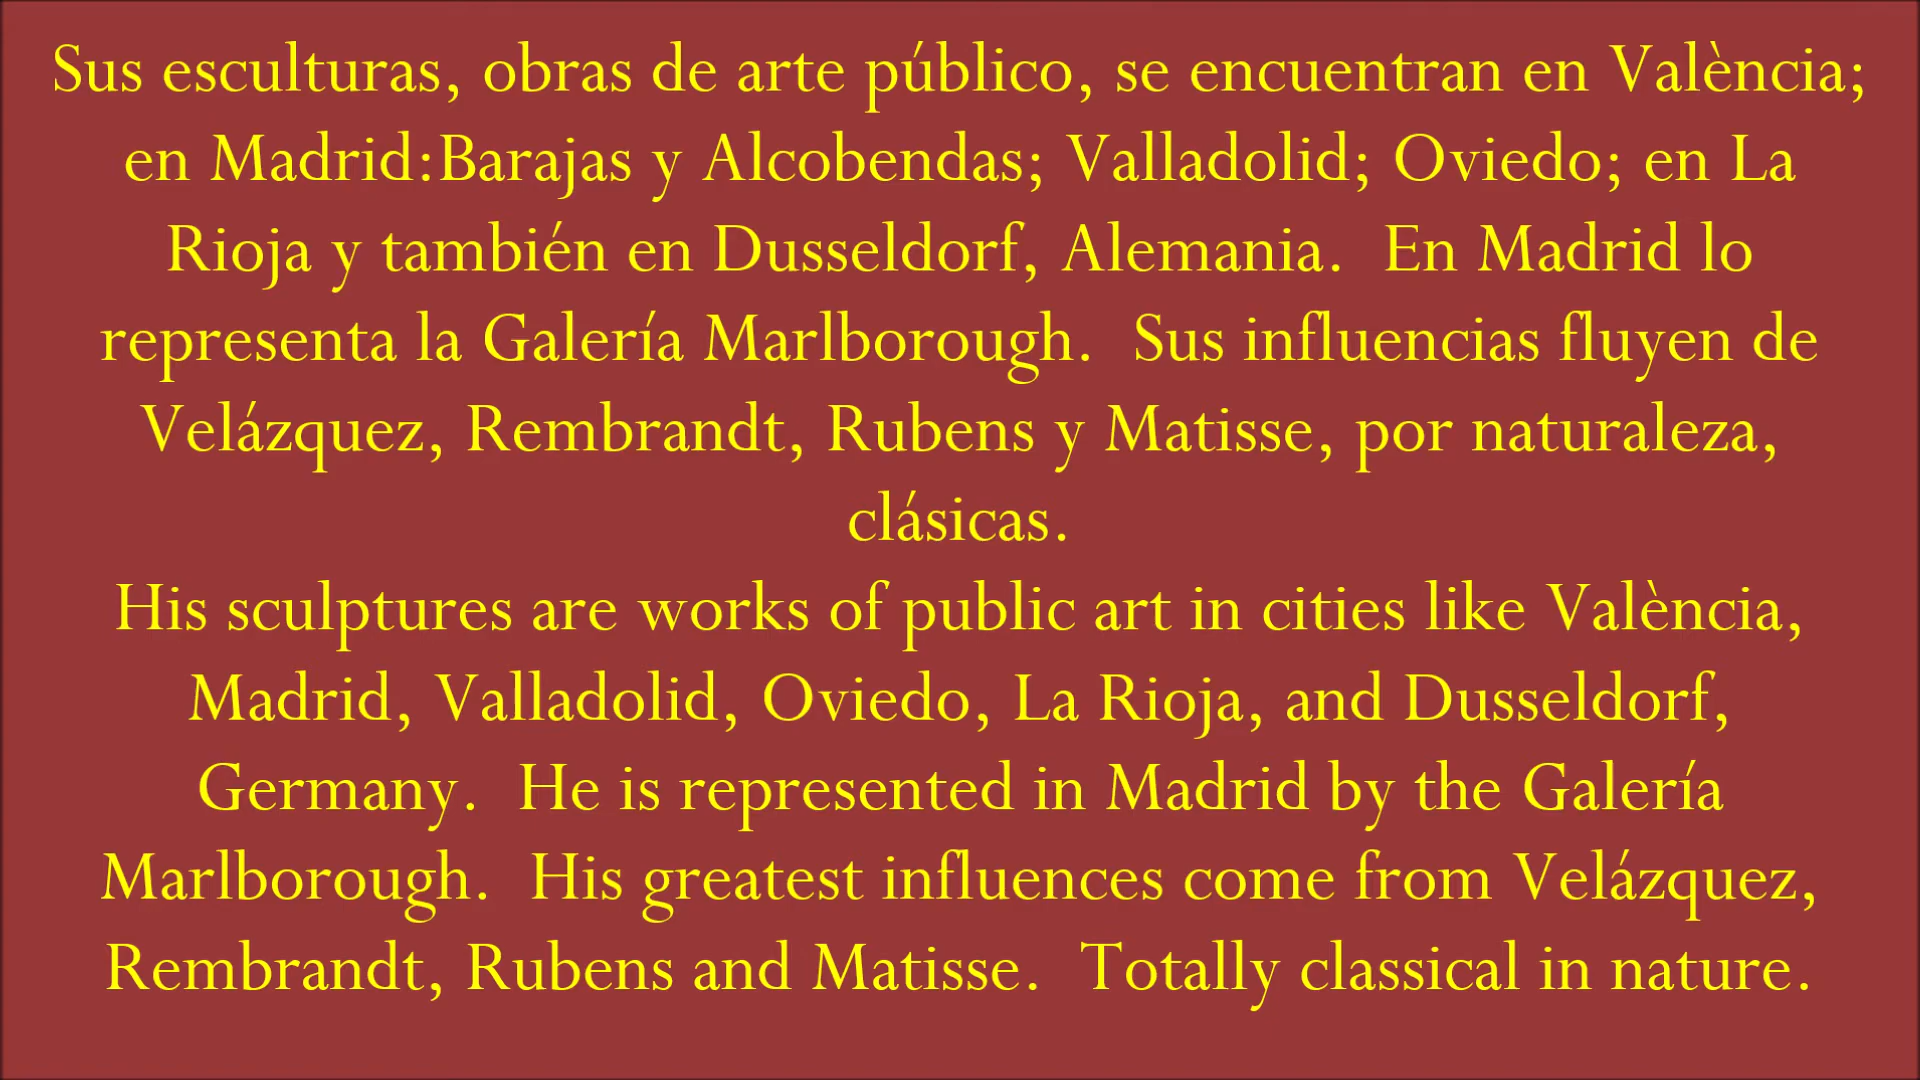 Sus esculturas, obras de arte público, se encuentran en València;
en Madrid:Barajas y Alcobendas; Valladolid; Oviedo; en La
Rioja y también en Dusseldorf, Alemania.  En Madrid lo
representa la Galería Marlborough.  Sus influencias fluyen de
Velázquez, Rembrandt, Rubens y Matisse, por naturaleza,
clásicas.
His sculptures are works of public art in cities like València,
Madrid, Valladolid, Oviedo, La Rioja, and Dusseldorf,
Germany.  He is represented in Madrid by the Galería
Marlborough.  His greatest influences come from Velázquez,
Rembrandt, Rubens and Matisse.  Totally classical in nature.